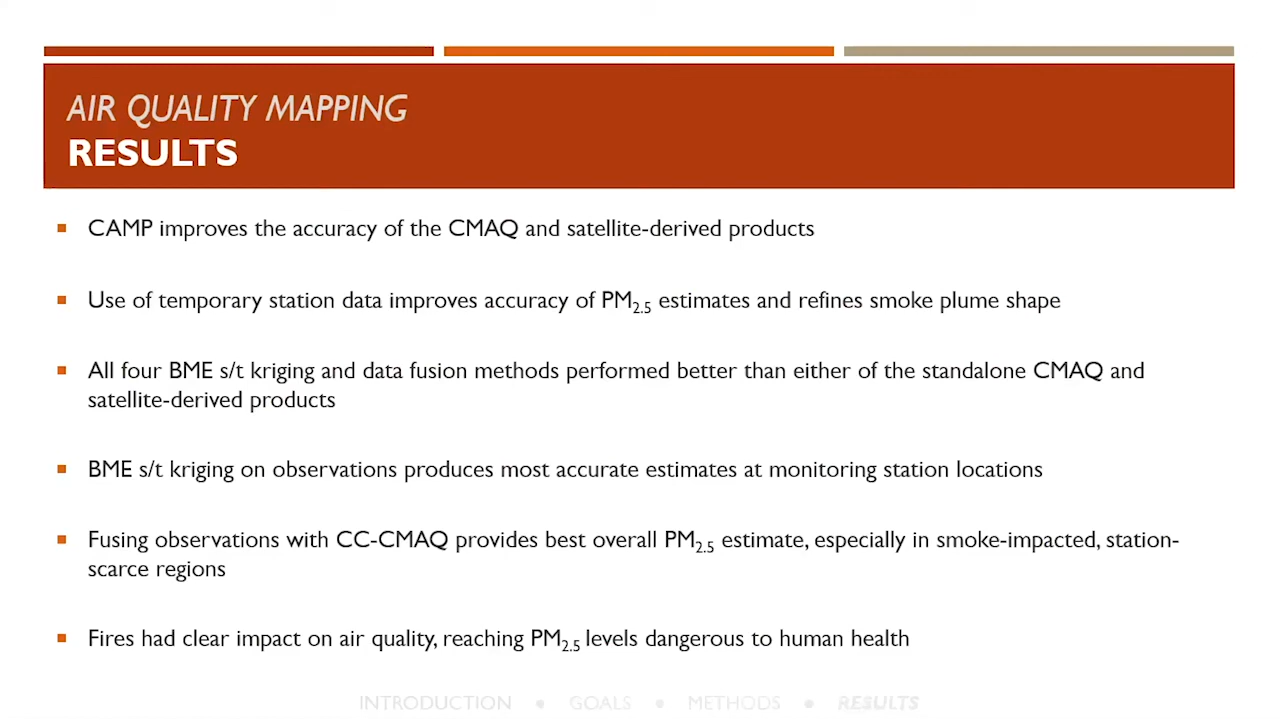 AIR QUALITY MAPPING
RESULTS
CAMP improves the accuracy of the CMAQ and satellite-derived products
Use of temporary station data improves accuracy of PM2.5 estimates and refines smoke plume shape
All four BME s/t kriging and data fusion methods performed better than either of the standalone CMAQ and
satellite-derived products
BME s/t kriging on observations produces most accurate estimates at monitoring station locations
Fusing observations with CC-CMAQ provides best overall PM2.5 estimate, especially in smoke-impacted, station-
scarce regions
Fires had clear impact on air quality, reaching PM2.5 levels dangerous to human health
INTRODUCTION • GOALS • METHODS • RESULTS